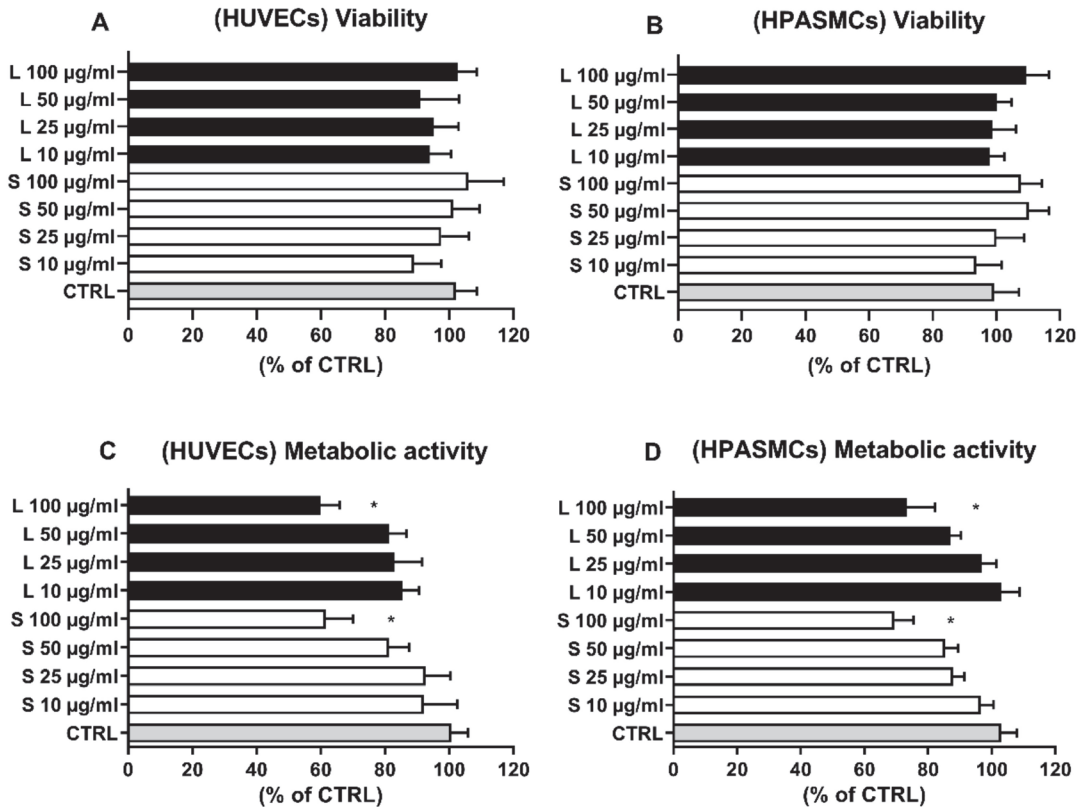 A
(HUVECs) Viability
L 100 µg/ml
L 50 µg/ml
L 25 µg/ml
L 10 µg/ml
S 100 µg/ml
S 50 µg/ml
S 25 µg/ml
S 10 µg/ml
CTRL
0 20 40 60 80 100 120
(% of CTRL)
B
(HPASMCs) Viability
L 100 µg/ml
L 50 µg/ml
L 25 µg/ml
L 10 µg/ml
S 100 µg/ml
S 50 µg/ml
S 25 µg/ml
S 10 µg/ml
CTRL
0 20 40 60 80 100 120
(% of CTRL)
C
(HUVECs) Metabolic activity
L 100 µg/ml *
L 50 µg/ml
L 25 µg/ml
L 10 µg/ml
S 100 µg/ml *
S 50 µg/ml
S 25 µg/ml
S 10 µg/ml
CTRL
0 20 40 60 80 100 120
(% of CTRL)
D
(HPASMCs) Metabolic activity
L 100 µg/ml *
L 50 µg/ml
L 25 µg/ml
L 10 µg/ml
S 100 µg/ml *
S 50 µg/ml
S 25 µg/ml
S 10 µg/ml
CTRL
0 20 40 60 80 100 120
(% of CTRL)